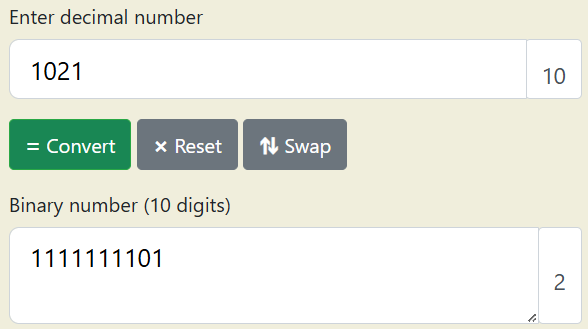 Enter decimal number
1021 10
= Convert × Reset ⇅ Swap
Binary number (10 digits)
1111111101 2